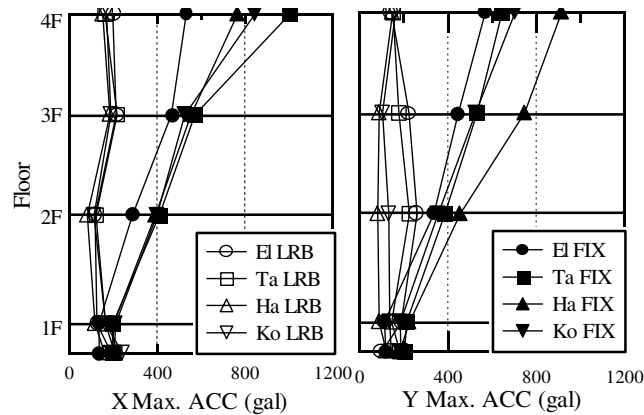 4F
3F
2F
1F
Floor
El LRB
Ta LRB
Ha LRB
Ko LRB
0
400
800
1200
X Max. ACC (gal)
El FIX
Ta FIX
Ha FIX
Ko FIX
0
400
800
1200
Y Max. ACC (gal)